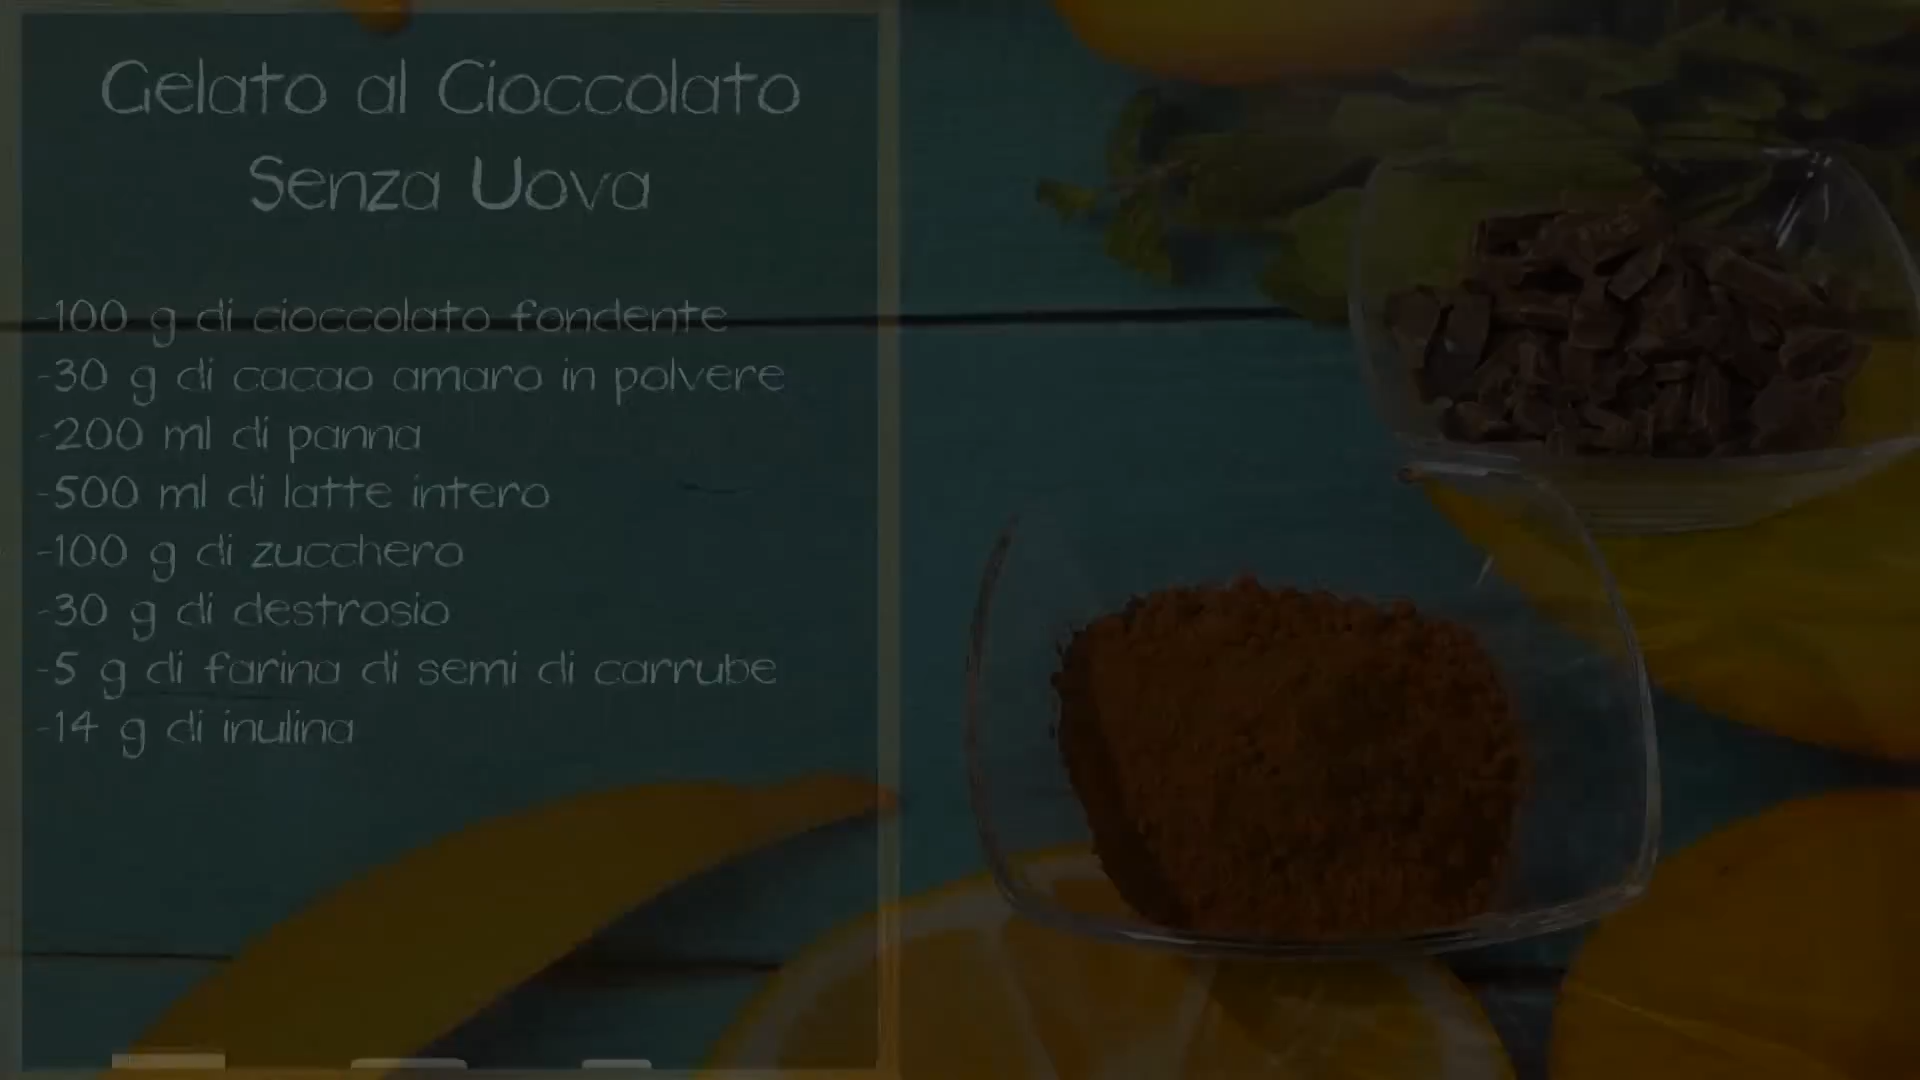 Gelato al Cioccolato
Senza Uova
-100 g di cioccolato fondente
-30 g di cacao amaro in polvere
-200 ml di panna
-500 ml di latte intero
-100 g di zucchero
-30 g di destrosio
-5 g di farina di semi di carrube
-14 g di inulina